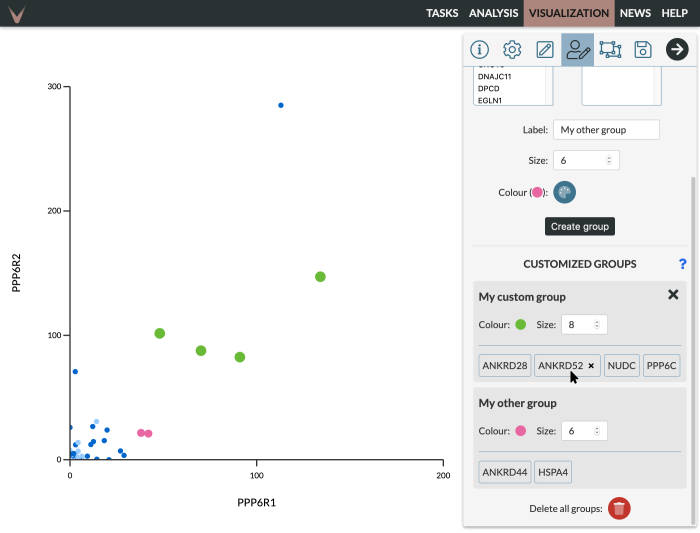 TASKS ANALYSIS VISUALIZATION NEWS HELP
DNAJC11
DPCD
EGLN1
Label: My other group
Size: 6
Colour ( ):
Create group
CUSTOMIZED GROUPS ?
My custom group
Colour: Size: 8
ANKRD28 ANKRD52 × NUDC PPP6C
My other group
Colour: Size: 6
ANKRD44 HSPA4
Delete all groups:
300
200
100
0
0 100 200
PPP6R2
PPP6R1